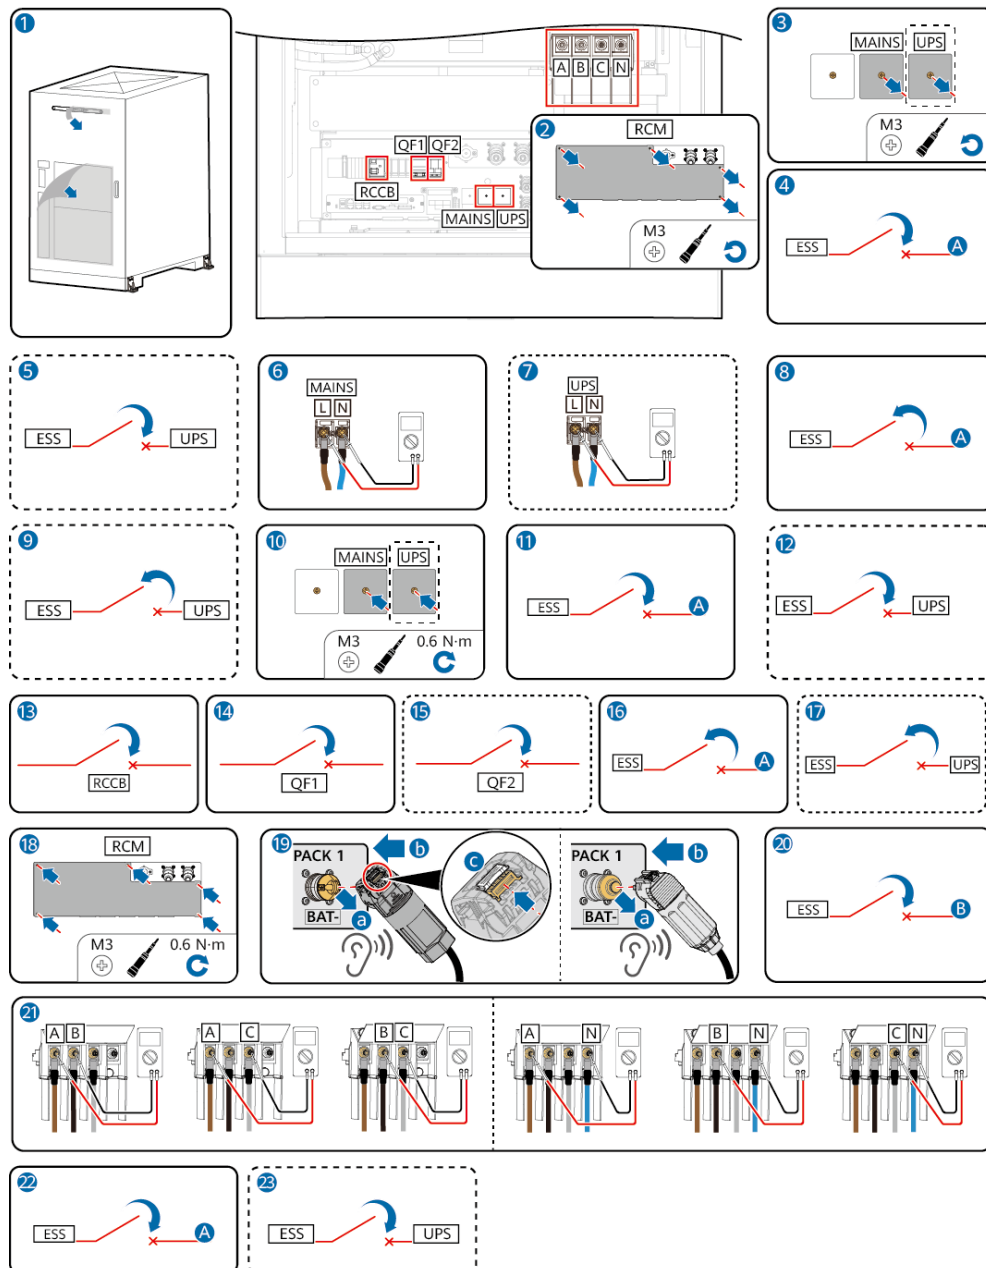 1
A B C N
QF1 QF2
RCCB
MAINS UPS
2
RCM
M3
3
MAINS UPS
M3
4
ESS A
5
ESS UPS
6
MAINS
L N
7
UPS
L N
8
ESS A
9
ESS UPS
10
MAINS UPS
M3 0.6 N·m
11
ESS A
12
ESS UPS
13
RCCB
14
QF1
15
QF2
16
ESS A
17
ESS UPS
18
RCM
M3 0.6 N·m
19
PACK 1 b
c
a
BAT-
PACK 1 b
a
BAT-
20
ESS B
21
A B
A C
B C
A N
B N
C N
22
ESS A
23
ESS UPS